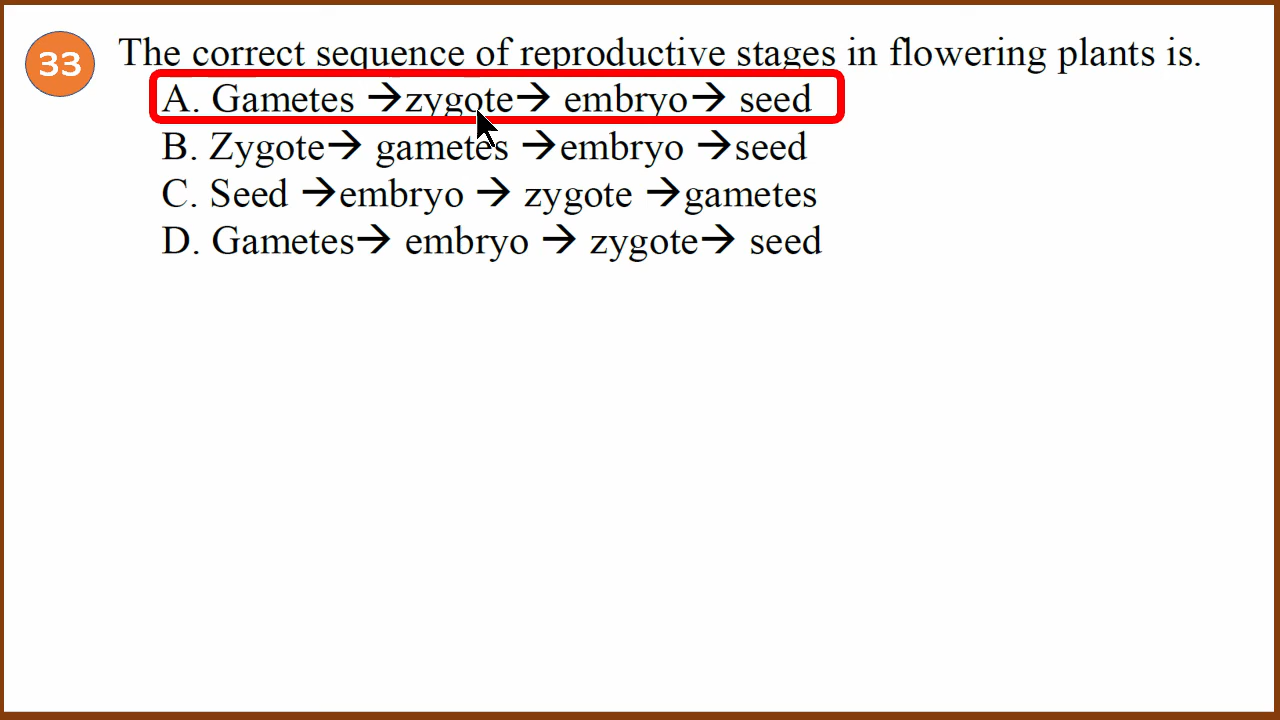 33 The correct sequence of reproductive stages in flowering plants is.
A. Gametes →zygote→ embryo→ seed
B. Zygote→ gametes →embryo →seed
C. Seed →embryo → zygote →gametes
D. Gametes→ embryo → zygote→ seed